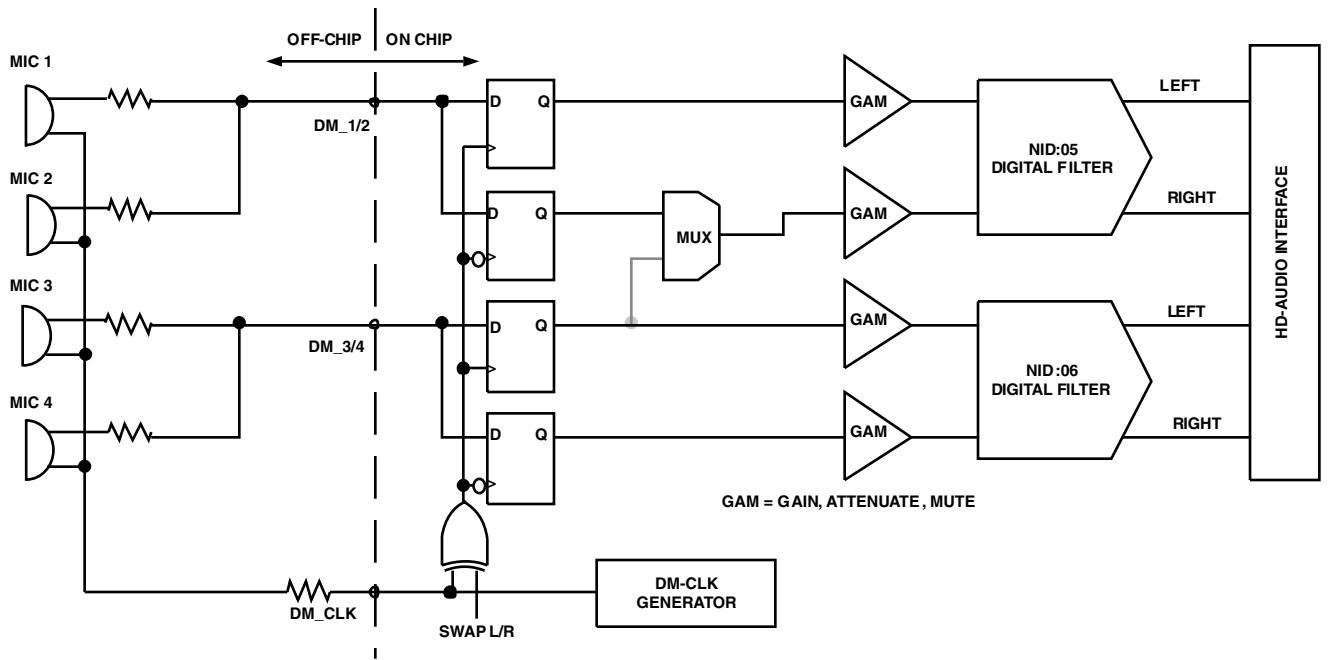 OFF-CHIP
ON CHIP
MIC 1
DM_1/2
D
Q
GAM
LEFT
NID:05
DIGITAL FILTER
MIC 2
D
Q
MUX
GAM
RIGHT
HD-AUDIO INTERFACE
MIC 3
DM_3/4
D
Q
GAM
LEFT
NID:06
DIGITAL FILTER
MIC 4
D
Q
GAM
RIGHT
GAM = GAIN, ATTENUATE, MUTE
DM_CLK
SWAP L/R
DM-CLK
GENERATOR